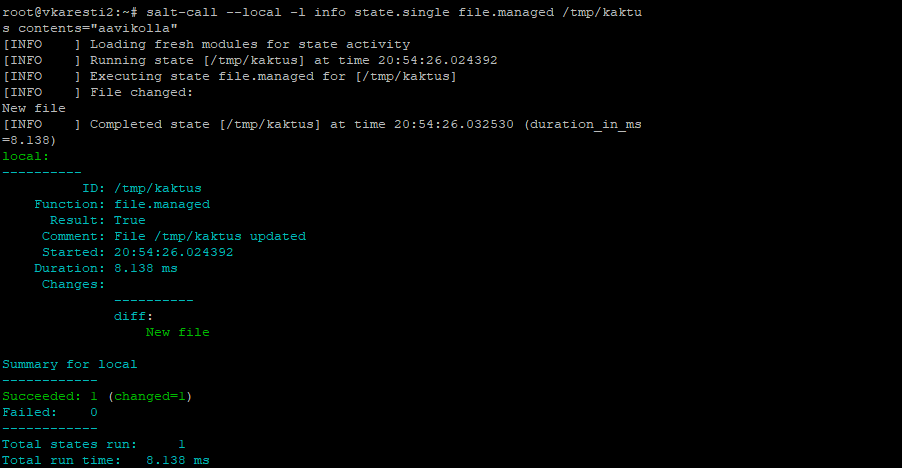 root@vkaresti2:~# salt-call --local -l info state.single file.managed /tmp/kaktu
s contents="aavikolla"
[INFO    ] Loading fresh modules for state activity
[INFO    ] Running state [/tmp/kaktus] at time 20:54:26.024392
[INFO    ] Executing state file.managed for [/tmp/kaktus]
[INFO    ] File changed:
New file
[INFO    ] Completed state [/tmp/kaktus] at time 20:54:26.032530 (duration_in_ms
=8.138)
local:
----------
          ID: /tmp/kaktus
    Function: file.managed
      Result: True
     Comment: File /tmp/kaktus updated
     Started: 20:54:26.024392
    Duration: 8.138 ms
     Changes:
              ----------
              diff:
                  New file

Summary for local
------------
Succeeded: 1 (changed=1)
Failed:    0
------------
Total states run:     1
Total run time:   8.138 ms